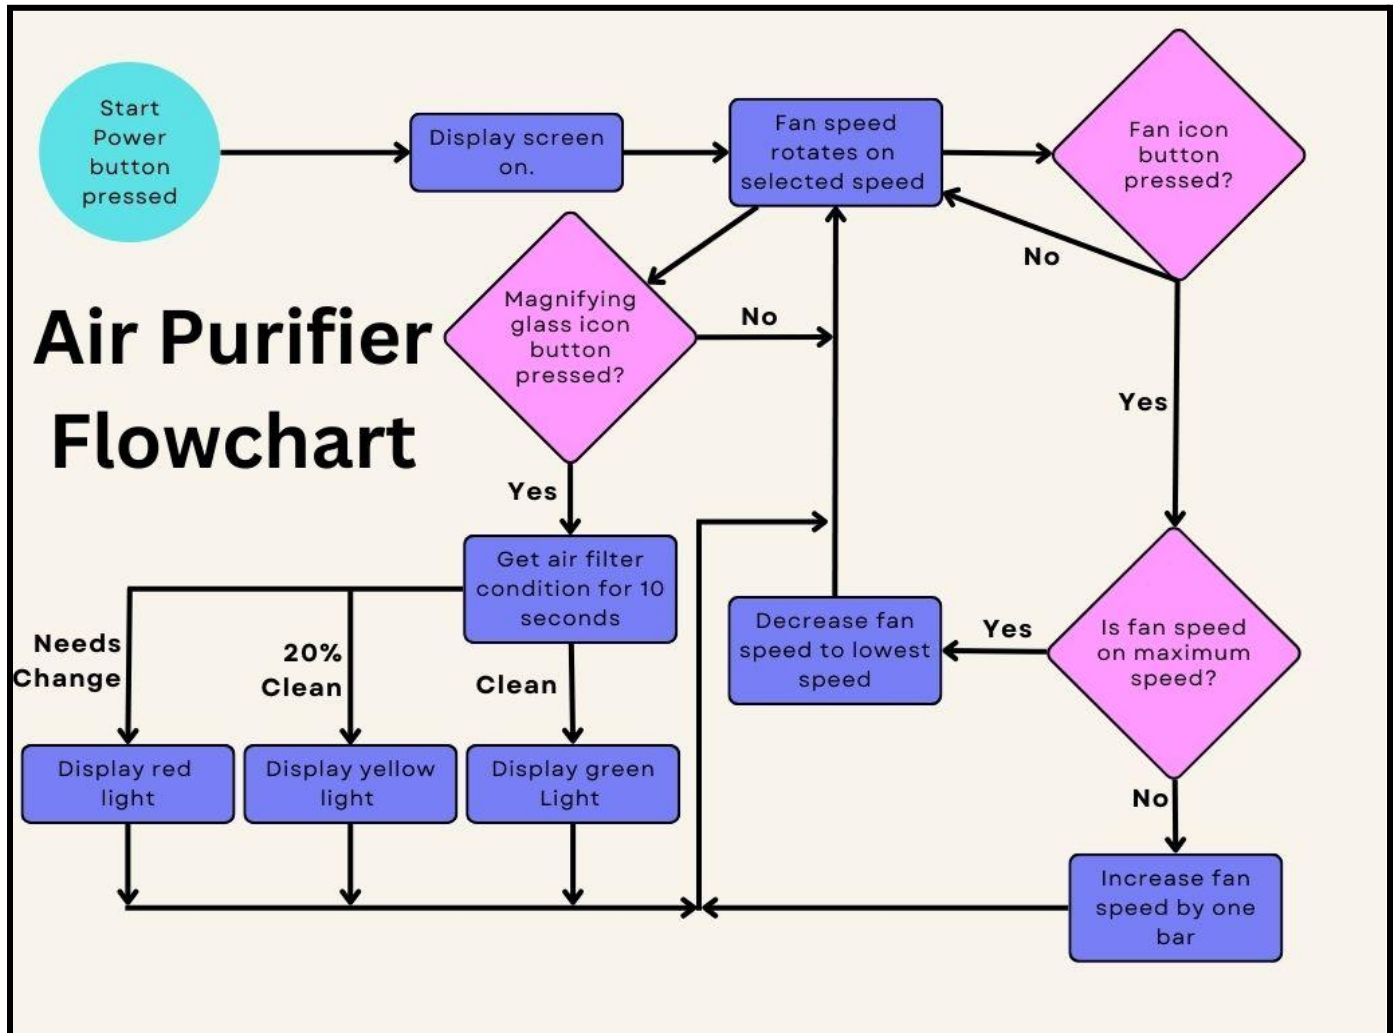 Start
Power
button
pressed
Display screen
on.
Fan speed
rotates on
selected speed
Fan icon
button
pressed?
No
Yes
Air Purifier
Flowchart
Magnifying
glass icon
button
pressed?
No
Yes
Get air filter
condition for 10
seconds
Needs
Change
20%
Clean
Clean
Decrease fan
speed to lowest
speed
Yes
Is fan speed
on maximum
speed?
No
Display red
light
Display yellow
light
Display green
Light
Increase fan
speed by one
bar